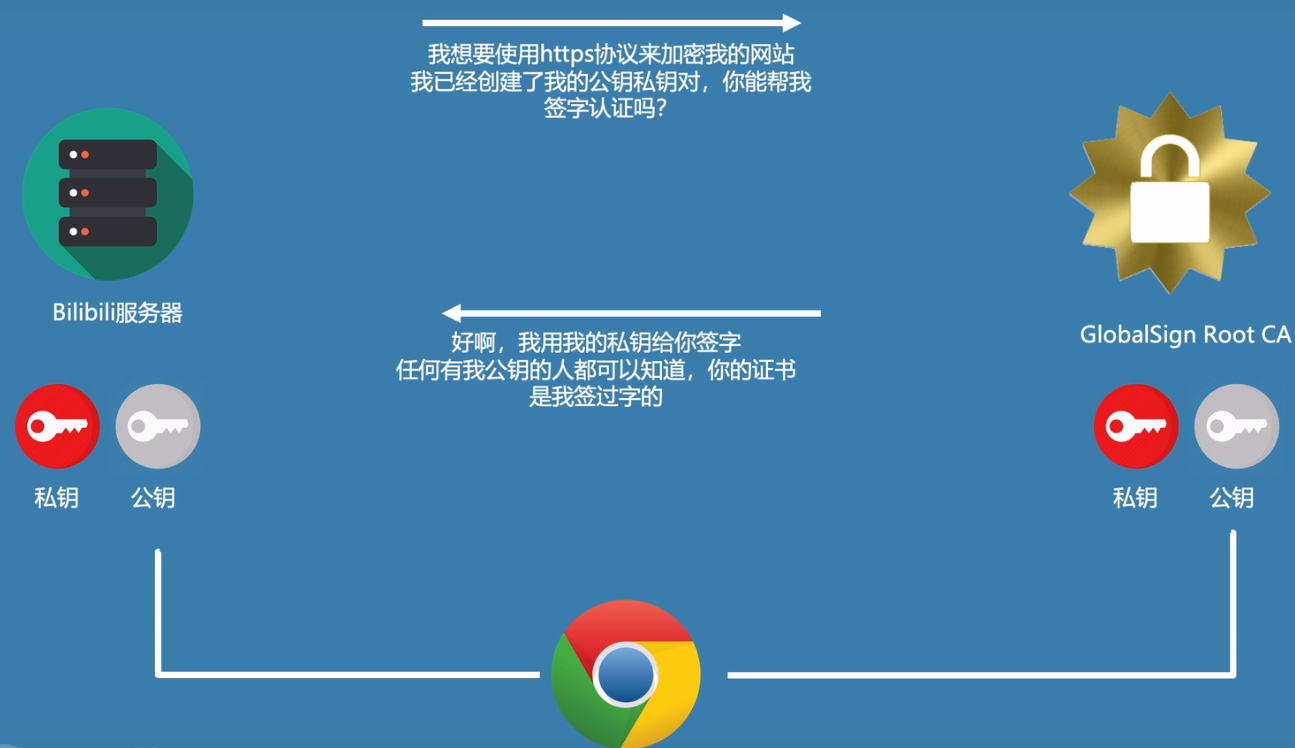 我想要使用https协议来加密我的网站
我已经创建了我的公钥私钥对，你能帮我
签字认证吗？
Bilibili服务器
GlobalSign Root CA
好啊，我用我的私钥给你签字
任何有我公钥的人都可以知道，你的证书
是我签过字的
私钥
公钥
私钥
公钥